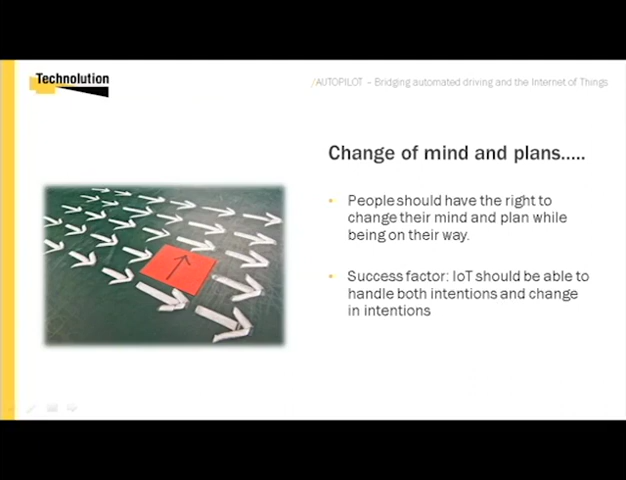 Technolution
/AUTOPILOT – Bridging automated driving and the Internet of Things
Change of mind and plans.....
• People should have the right to
change their mind and plan while
being on their way.
• Success factor: IoT should be able to
handle both intentions and change
in intentions